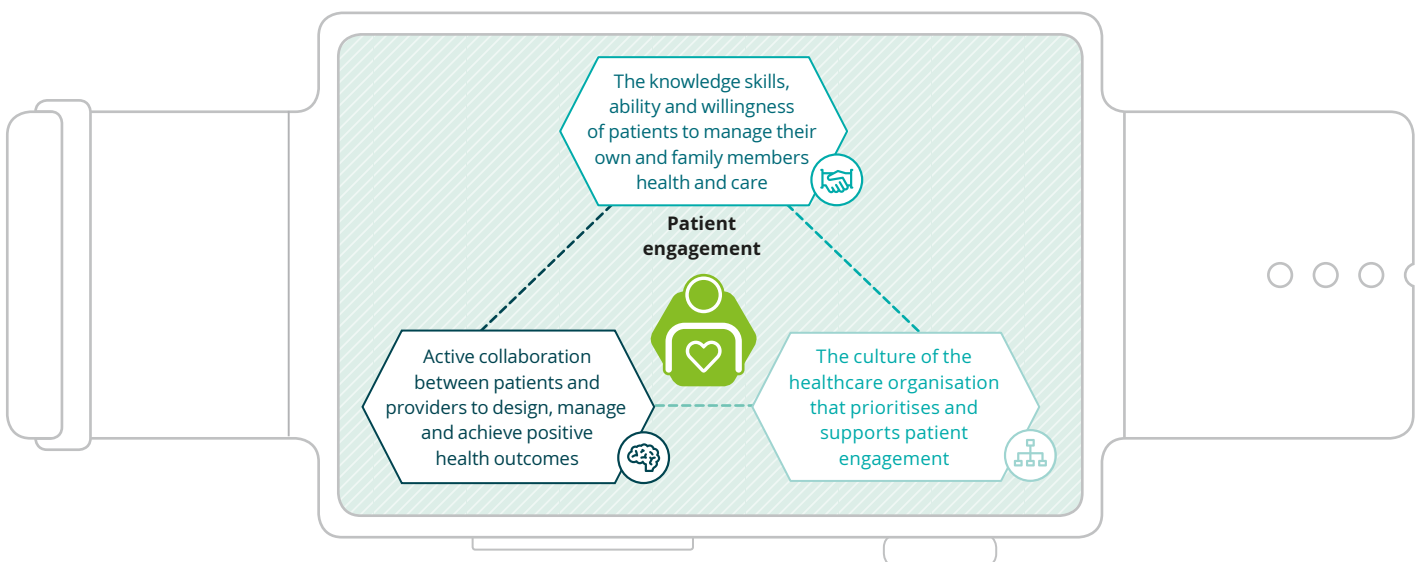 The knowledge skills,
ability and willingness
of patients to manage their
own and family members
health and care
Patient
engagement
Active collaboration
between patients and
providers to design, manage
and achieve positive
health outcomes
The culture of the
healthcare organisation
that prioritises and
supports patient
engagement